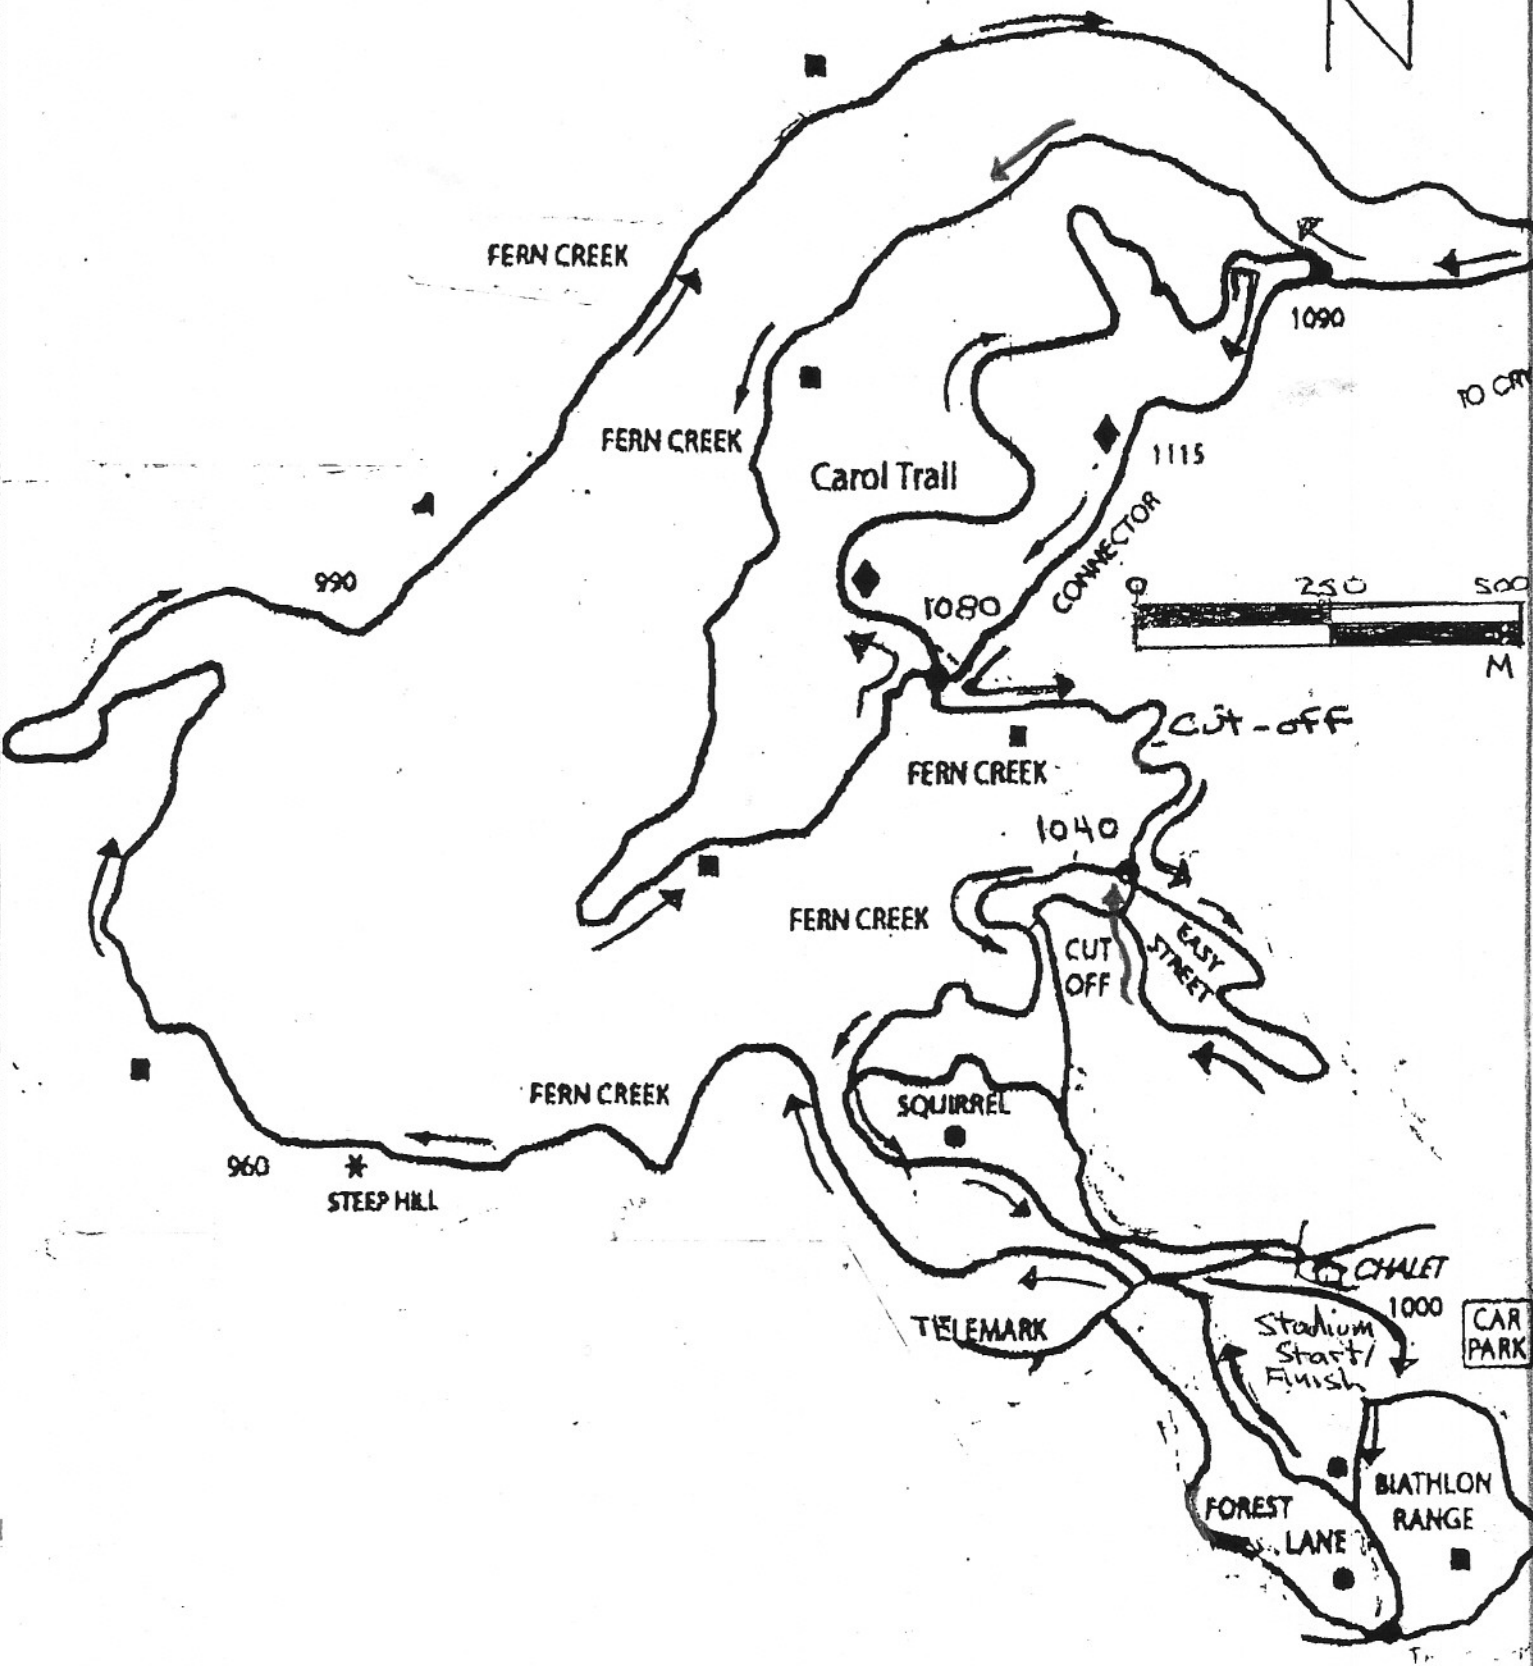 N
FERN CREEK
1090
FERN CREEK
1115
Carol Trail
CONNECTOR
990
0 250 500
1080
M
Cut-off
FERN CREEK
1040
FERN CREEK
EASY
STREET
CUT
OFF
FERN CREEK
SQUIRREL
960
STEEP HILL
CHALET
1000
TELEMARK
CAR
PARK
Stadium
Start/
Finish
BIATHLON
RANGE
FOREST
LANE